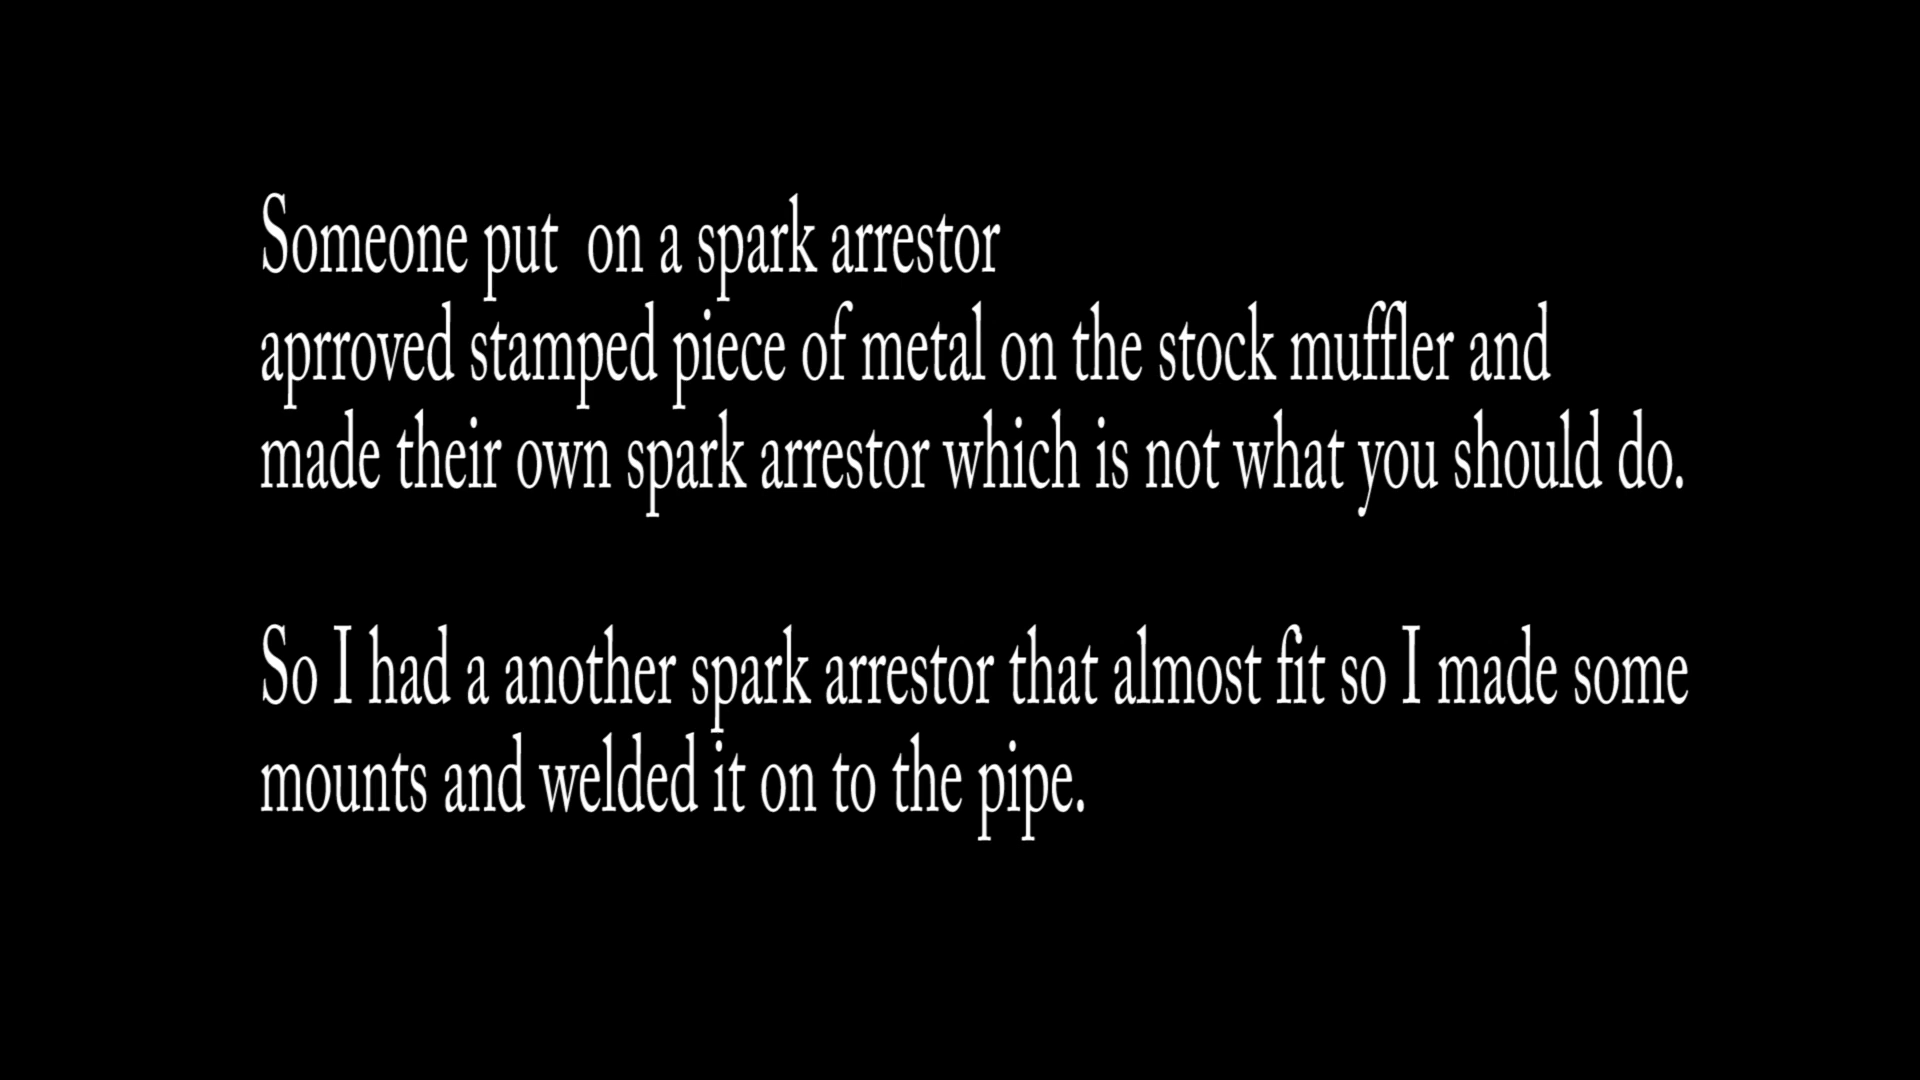 Someone put  on a spark arrestor
aprroved stamped piece of metal on the stock muffler and
made their own spark arrestor which is not what you should do.
So I had a another spark arrestor that almost fit so I made some
mounts and welded it on to the pipe.